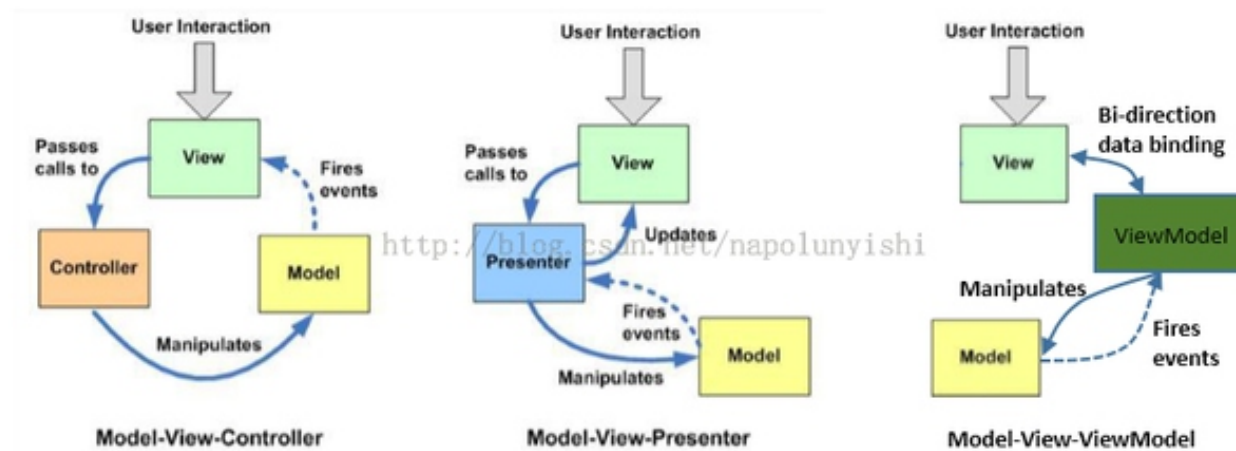 User Interaction
View
Passes
calls to
Fires
events
Controller
Model
Manipulates
Model-View-Controller
User Interaction
View
Passes
calls to
Updates
Presenter
Fires
events
Model
Manipulates
Model-View-Presenter
User Interaction
Bi-direction
data binding
View
ViewModel
Manipulates
Fires
events
Model
Model-View-ViewModel
http://blog.csdn.net/napolunyishi